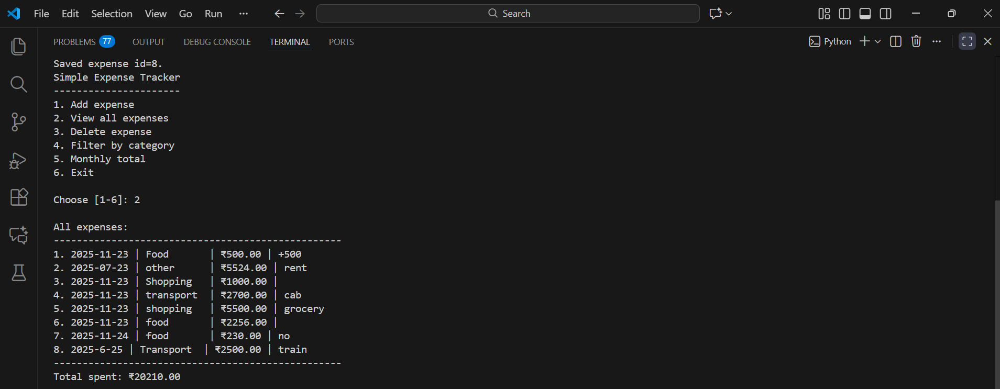 File Edit Selection View Go Run ··· Search
PROBLEMS 77 OUTPUT DEBUG CONSOLE TERMINAL PORTS Python
Saved expense id=8.
Simple Expense Tracker
----------------------
1. Add expense
2. View all expenses
3. Delete expense
4. Filter by category
5. Monthly total
6. Exit
Choose [1-6]: 2
All expenses:
--------------------------------------------------
1. 2025-11-23 | Food       | ₹500.00 | +500
2. 2025-07-23 | other      | ₹5524.00 | rent
3. 2025-11-23 | Shopping   | ₹1000.00 |
4. 2025-11-23 | transport  | ₹2700.00 | cab
5. 2025-11-23 | shopping   | ₹5500.00 | grocery
6. 2025-11-23 | food       | ₹2256.00 |
7. 2025-11-24 | food       | ₹230.00 | no
8. 2025-6-25 | Transport  | ₹2500.00 | train
--------------------------------------------------
Total spent: ₹20210.00